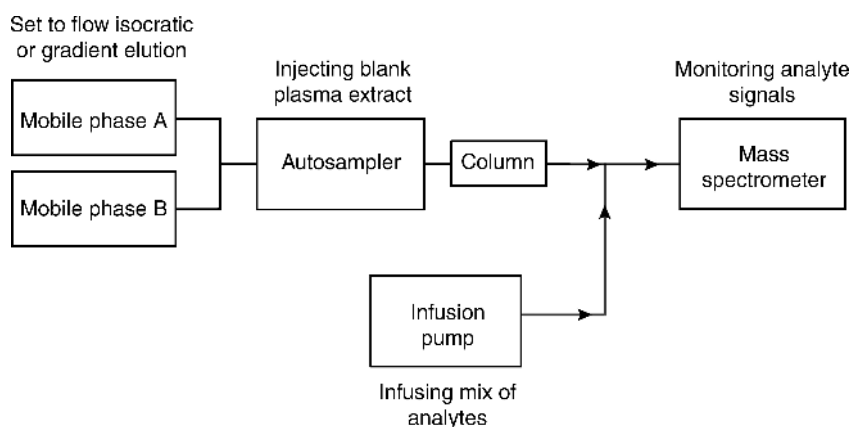 Set to flow isocratic
or gradient elution
Mobile phase A
Mobile phase B
Injecting blank
plasma extract
Autosampler
Column
Monitoring analyte
signals
Mass
spectrometer
Infusion
pump
Infusing mix of
analytes